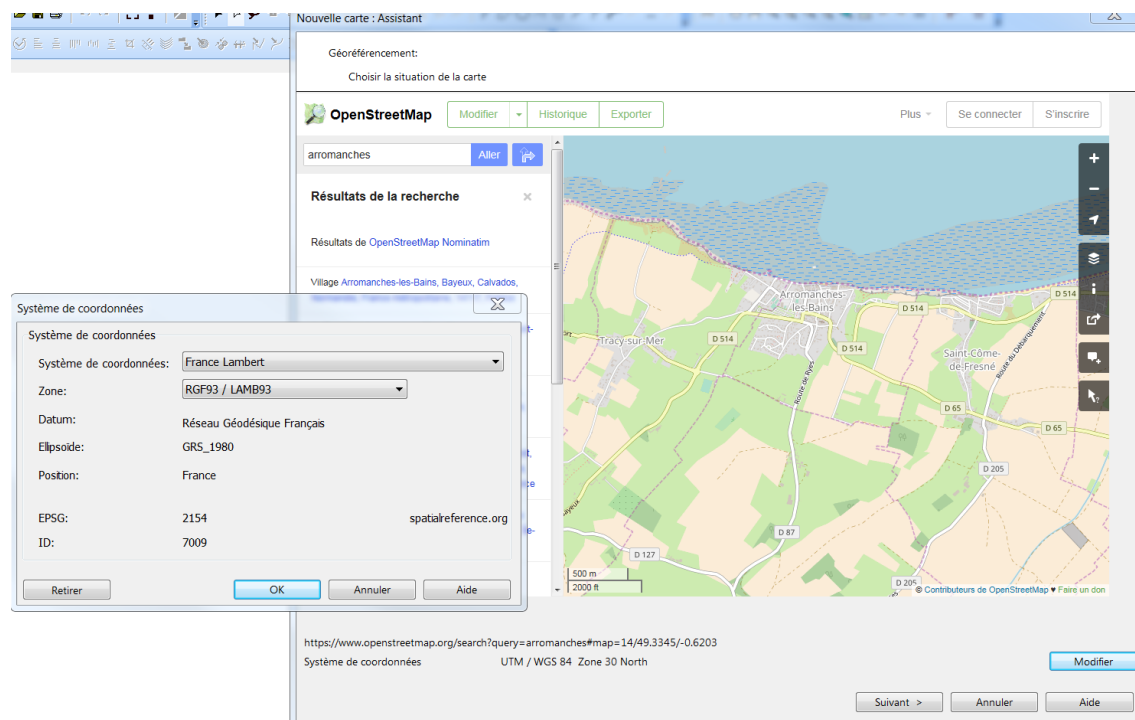 Nouvelle carte : Assistant
Géoréférencement:
Choisir la situation de la carte
OpenStreetMap Modifier Historique Exporter Plus Se connecter S'inscrire
arromanches Aller
Résultats de la recherche
Résultats de OpenStreetMap Nominatim
Village Arromanches-les-Bains, Bayeux, Calvados,
Arromanches-
les-Bains
Tracy-sur-Mer
Saint-Côme-
de-Fresné
D 514
D 514
D 514
D 514
Route de Ryes
Route du Débarquement
D 65
D 65
D 205
D 87
D 127
D 205
500 m
2000 ft
© Contributeurs de OpenStreetMap ♥ Faire un don
Système de coordonnées
Système de coordonnées
Système de coordonnées: France Lambert
Zone: RGF93 / LAMB93
Datum: Réseau Géodésique Français
Ellipsoïde: GRS_1980
Position: France
EPSG: 2154 spatialreference.org
ID: 7009
Retirer OK Annuler Aide
https://www.openstreetmap.org/search?query=arromanches#map=14/49.3345/-0.6203
Système de coordonnées UTM / WGS 84 Zone 30 North
Modifier
Suivant > Annuler Aide